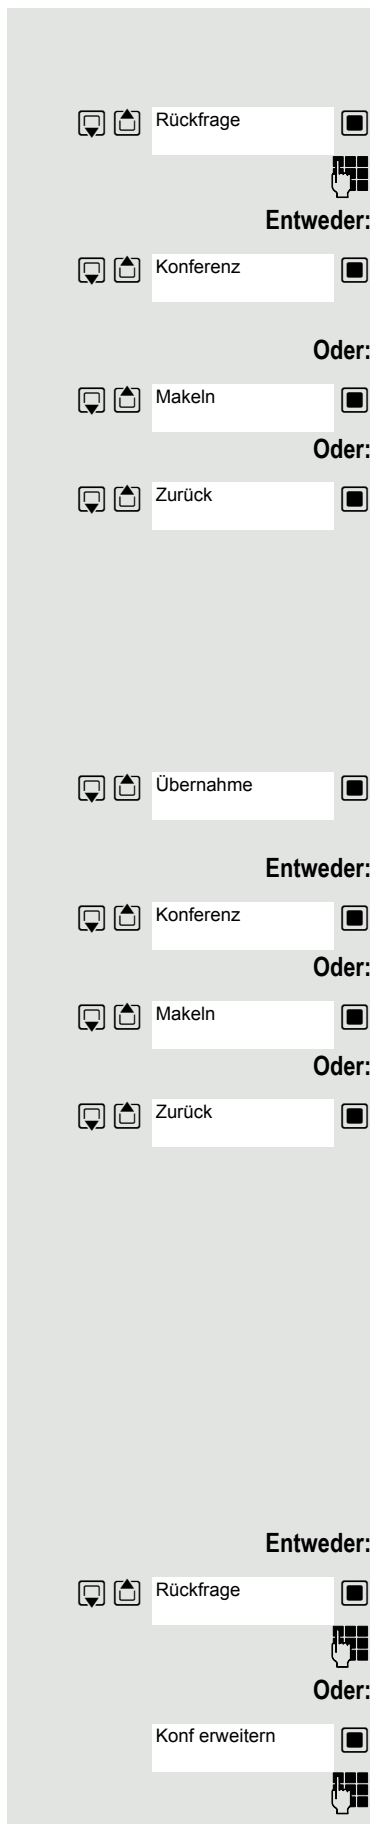 Rückfrage
Entweder:
Konferenz
Oder:
Makeln
Oder:
Zurück
Übernahme
Entweder:
Konferenz
Oder:
Makeln
Oder:
Zurück
Entweder:
Rückfrage
Oder:
Konf erweitern